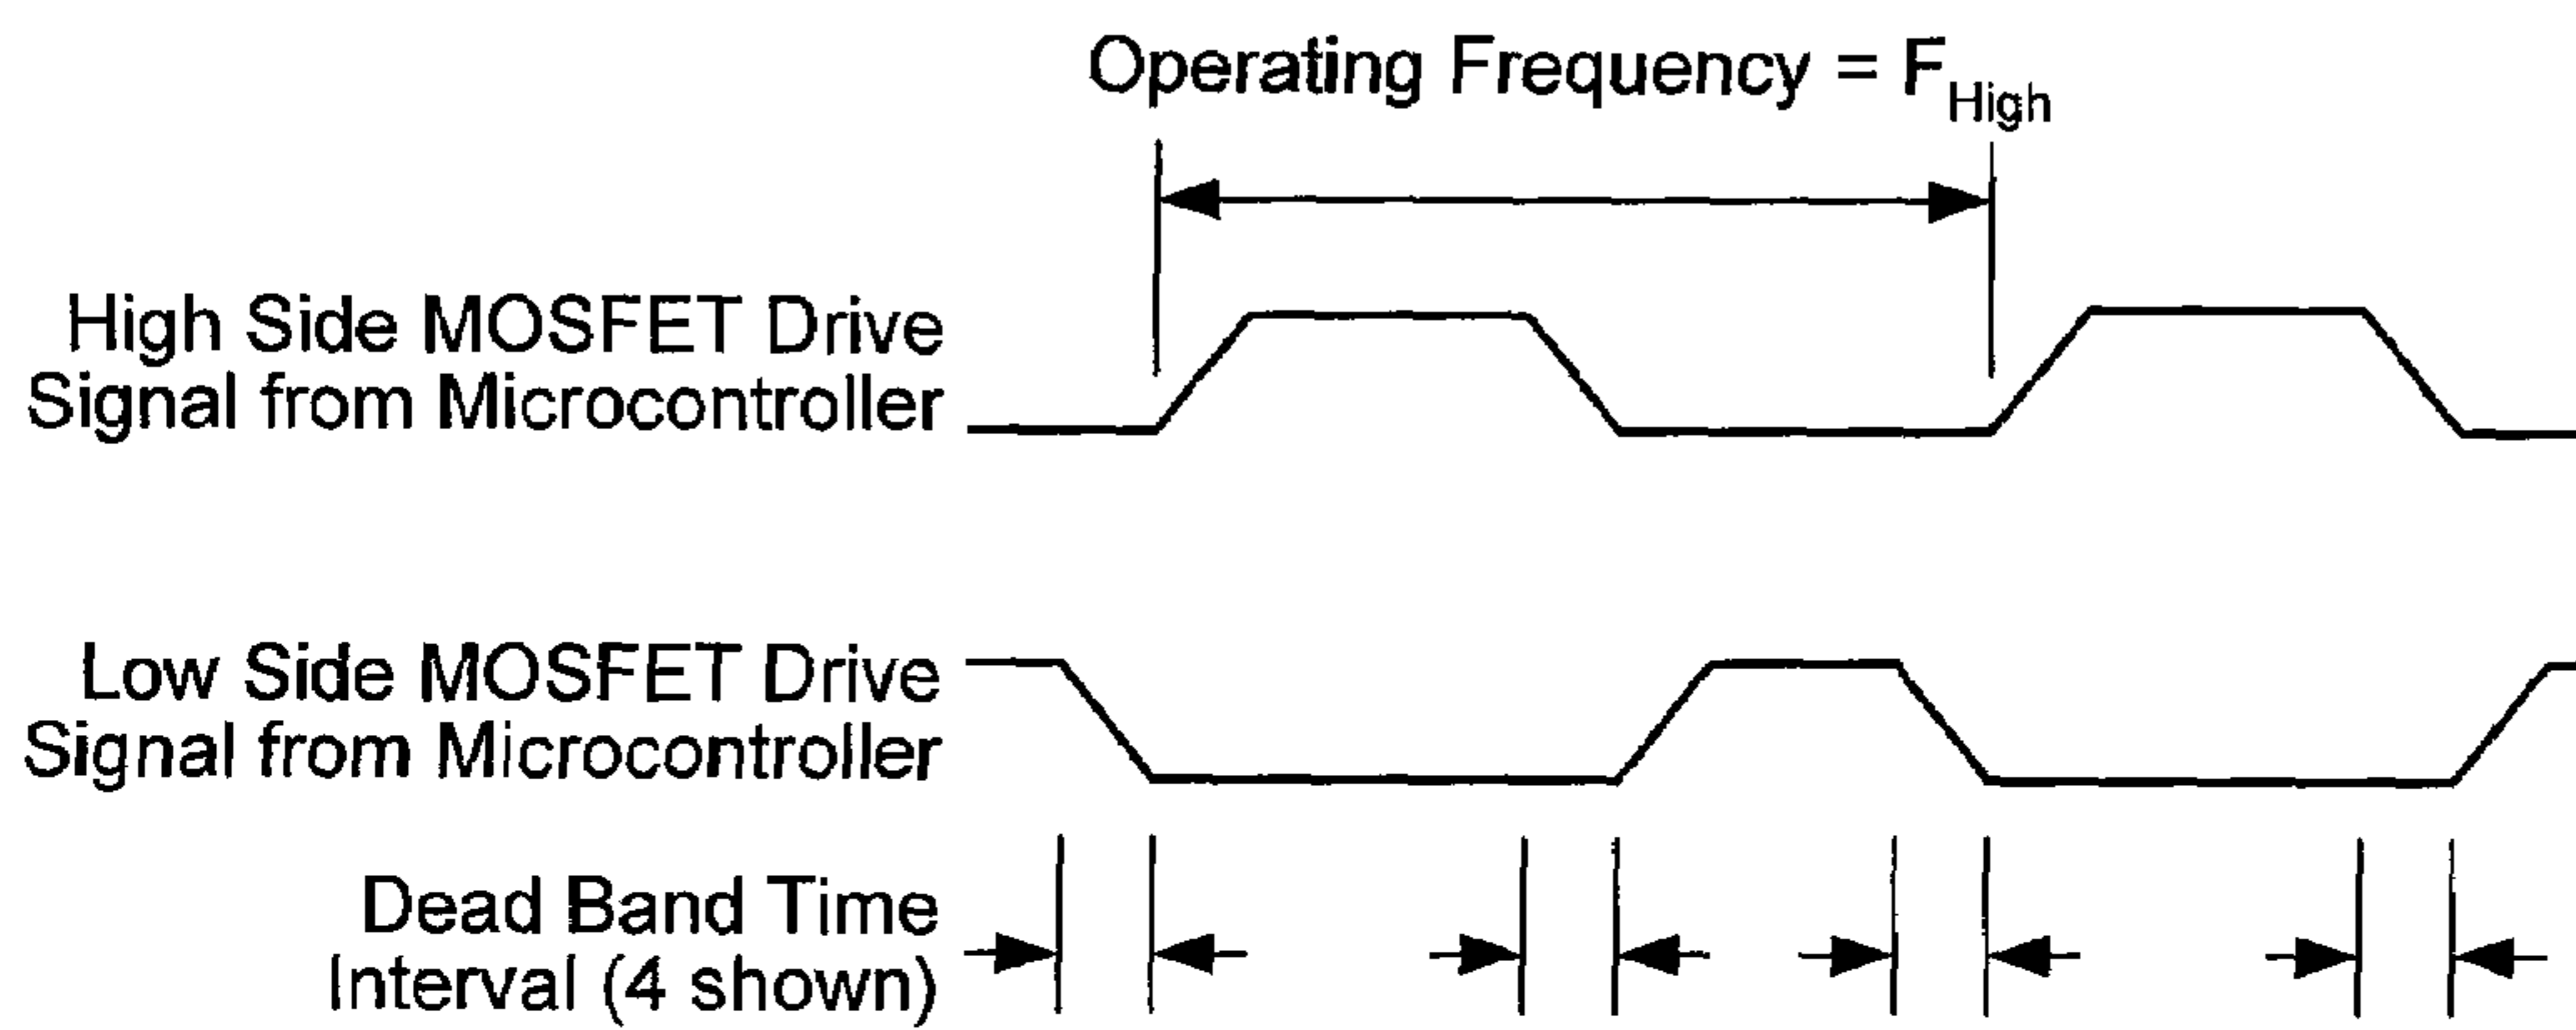 Operating Frequency = F_High
High Side MOSFET Drive
Signal from Microcontroller
Low Side MOSFET Drive
Signal from Microcontroller
Dead Band Time
Interval (4 shown)